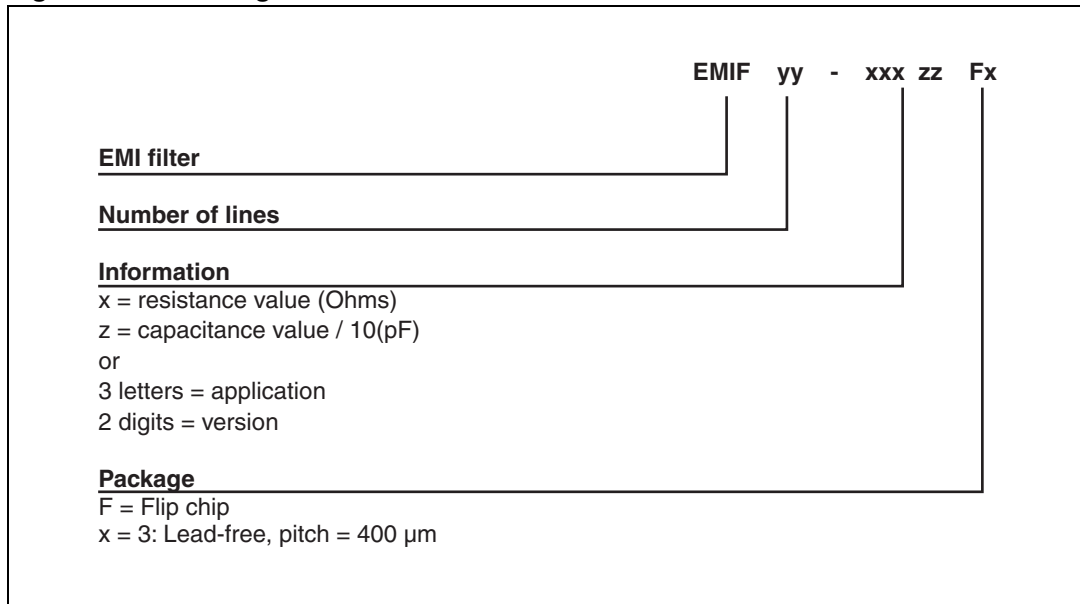 EMIF yy - xxx zz Fx
EMI filter
Number of lines
Information
x = resistance value (Ohms)
z = capacitance value / 10(pF)
or
3 letters = application
2 digits = version
Package
F = Flip chip
x = 3: Lead-free, pitch = 400 µm